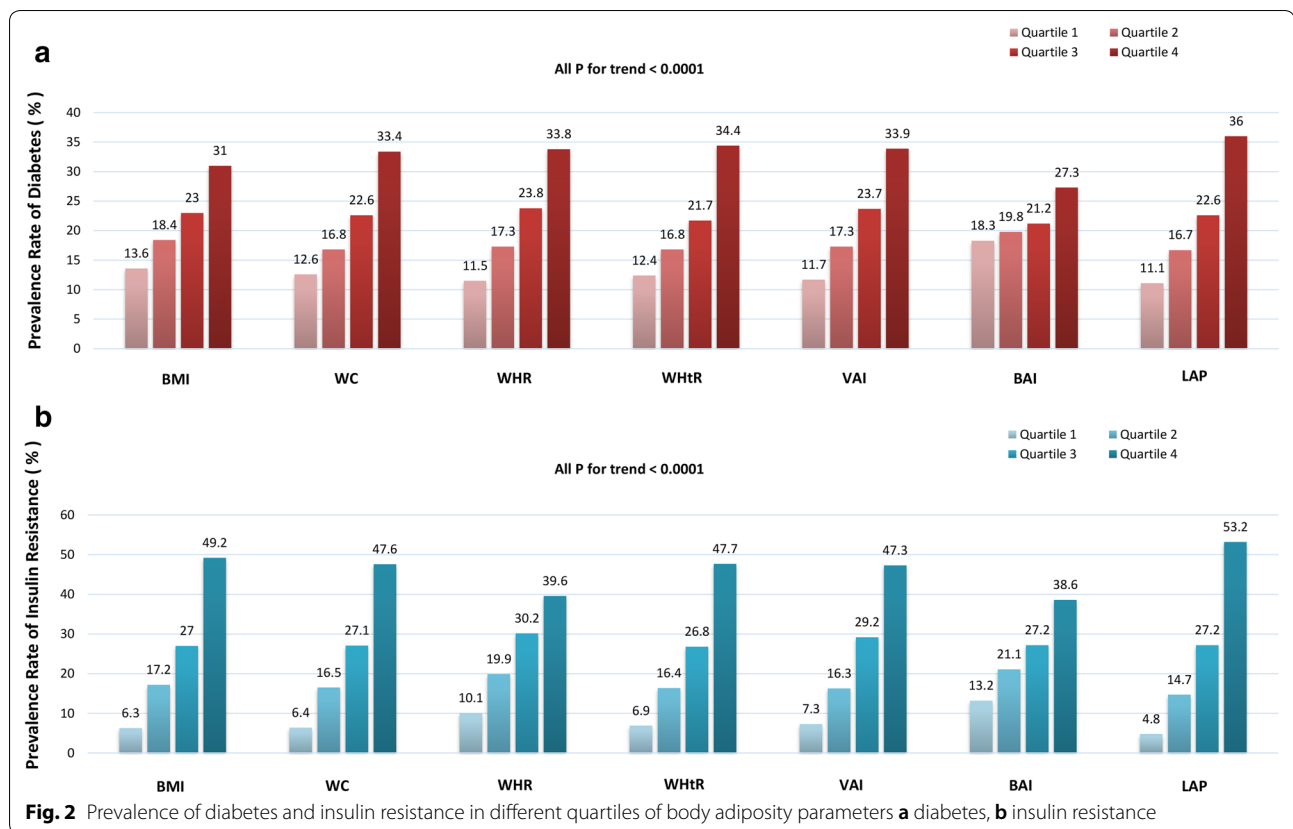 a
Quartile 1 Quartile 2
Quartile 3 Quartile 4
All P for trend < 0.0001
Prevalence Rate of Diabetes ( % )
40
35
30
25
20
15
10
5
0
13.6 18.4 23 31
12.6 16.8 22.6 33.4
11.5 17.3 23.8 33.8
12.4 16.8 21.7 34.4
11.7 17.3 23.7 33.9
18.3 19.8 21.2 27.3
11.1 16.7 22.6 36
BMI WC WHR WHtR VAI BAI LAP
b
Quartile 1 Quartile 2
Quartile 3 Quartile 4
All P for trend < 0.0001
Prevalence Rate of Insulin Resistance ( % )
60
50
40
30
20
10
0
6.3 17.2 27 49.2
6.4 16.5 27.1 47.6
10.1 19.9 30.2 39.6
6.9 16.4 26.8 47.7
7.3 16.3 29.2 47.3
13.2 21.1 27.2 38.6
4.8 14.7 27.2 53.2
BMI WC WHR WHtR VAI BAI LAP
Fig. 2 Prevalence of diabetes and insulin resistance in different quartiles of body adiposity parameters a diabetes, b insulin resistance